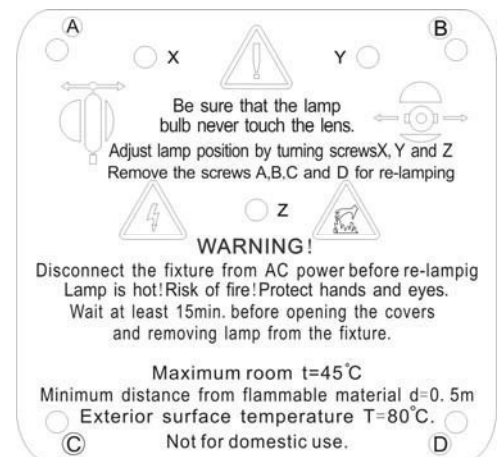 A B
X Y
Be sure that the lamp
bulb never touch the lens.
Adjust lamp position by turning screwsX, Y and Z
Remove the screws A,B,C and D for re-lamping
Z
WARNING!
Disconnect the fixture from AC power before re-lampig
Lamp is hot!Risk of fire!Protect hands and eyes.
Wait at least 15min. before opening the covers
and removing lamp from the fixture.
Maximum room t=45℃
Minimum distance from flammable material d=0.5m
Exterior surface temperature T=80℃.
C Not for domestic use. D